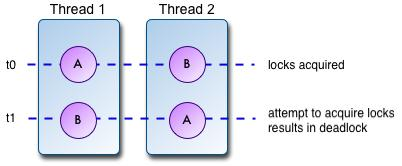 Thread 1 Thread 2
t0 A B locks acquired
t1 B A attempt to acquire locks
results in deadlock